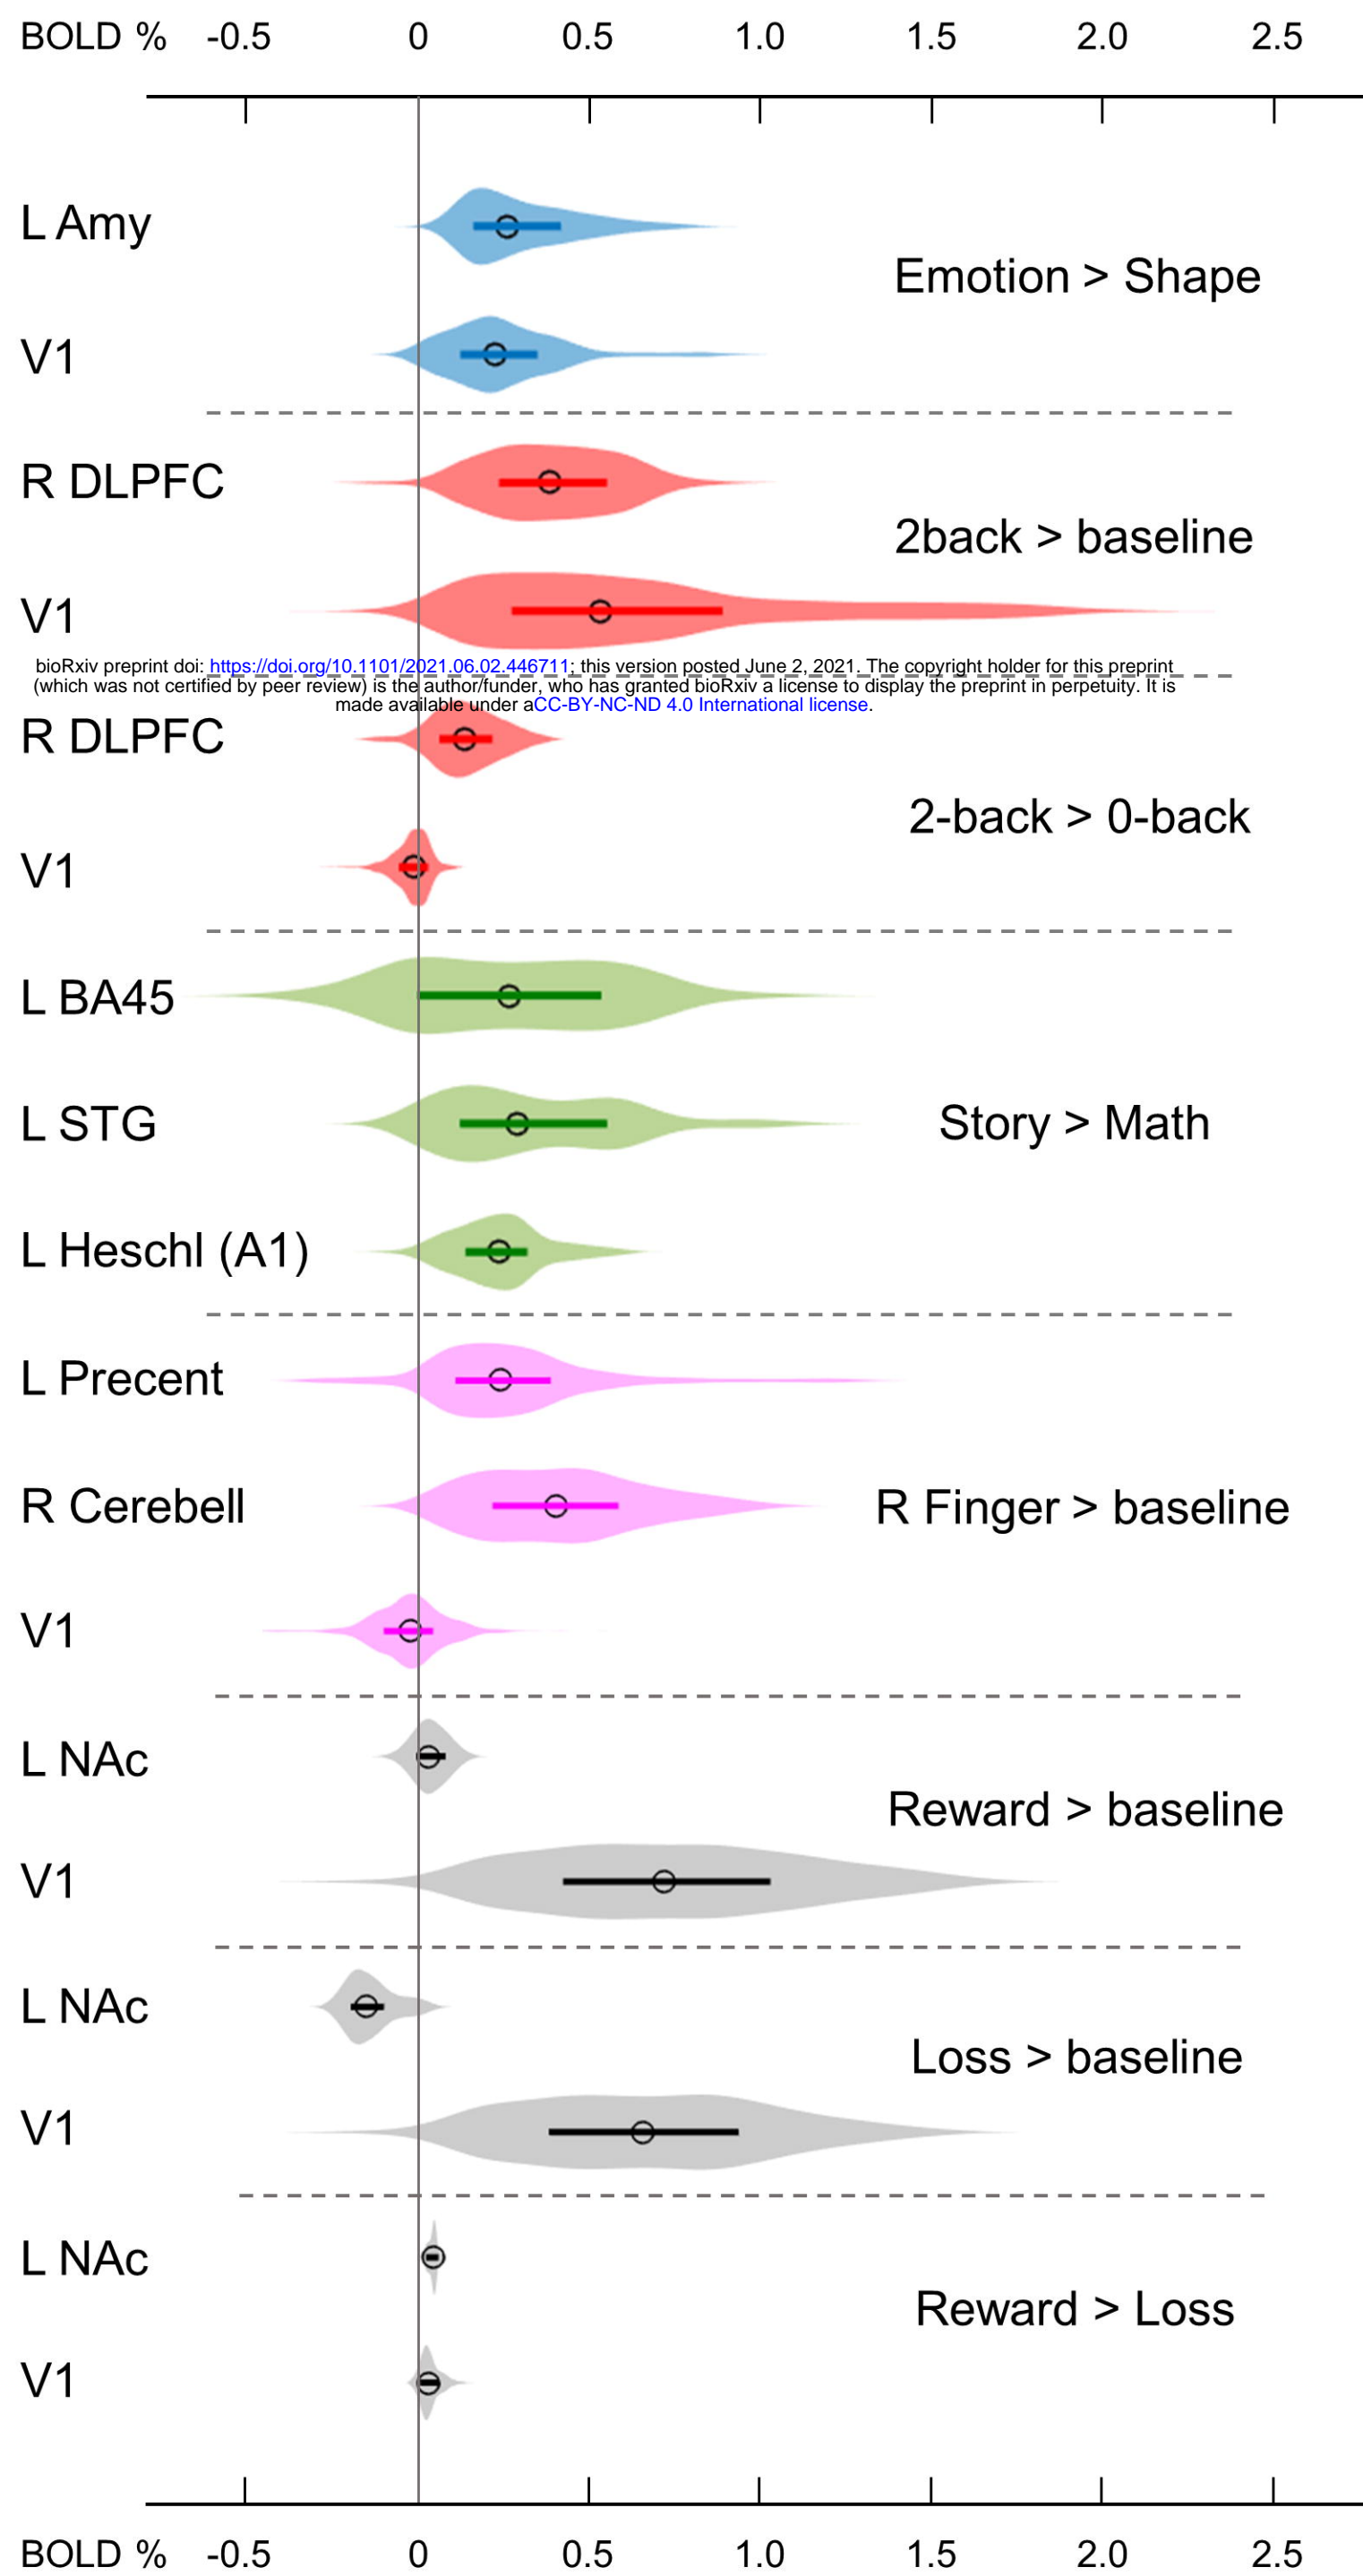 BOLD % -0.5 0 0.5 1.0 1.5 2.0 2.5
L Amy
Emotion > Shape
V1
R DLPFC
2back > baseline
V1
bioRxiv preprint doi: https://doi.org/10.1101/2021.06.02.446711; this version posted June 2, 2021. The copyright holder for this preprint
(which was not certified by peer review) is the author/funder, who has granted bioRxiv a license to display the preprint in perpetuity. It is
made available under aCC-BY-NC-ND 4.0 International license.
R DLPFC
2-back > 0-back
V1
L BA45
L STG
Story > Math
L Heschl (A1)
L Precent
R Cerebell
R Finger > baseline
V1
L NAc
Reward > baseline
V1
L NAc
Loss > baseline
V1
L NAc
Reward > Loss
V1
BOLD % -0.5 0 0.5 1.0 1.5 2.0 2.5